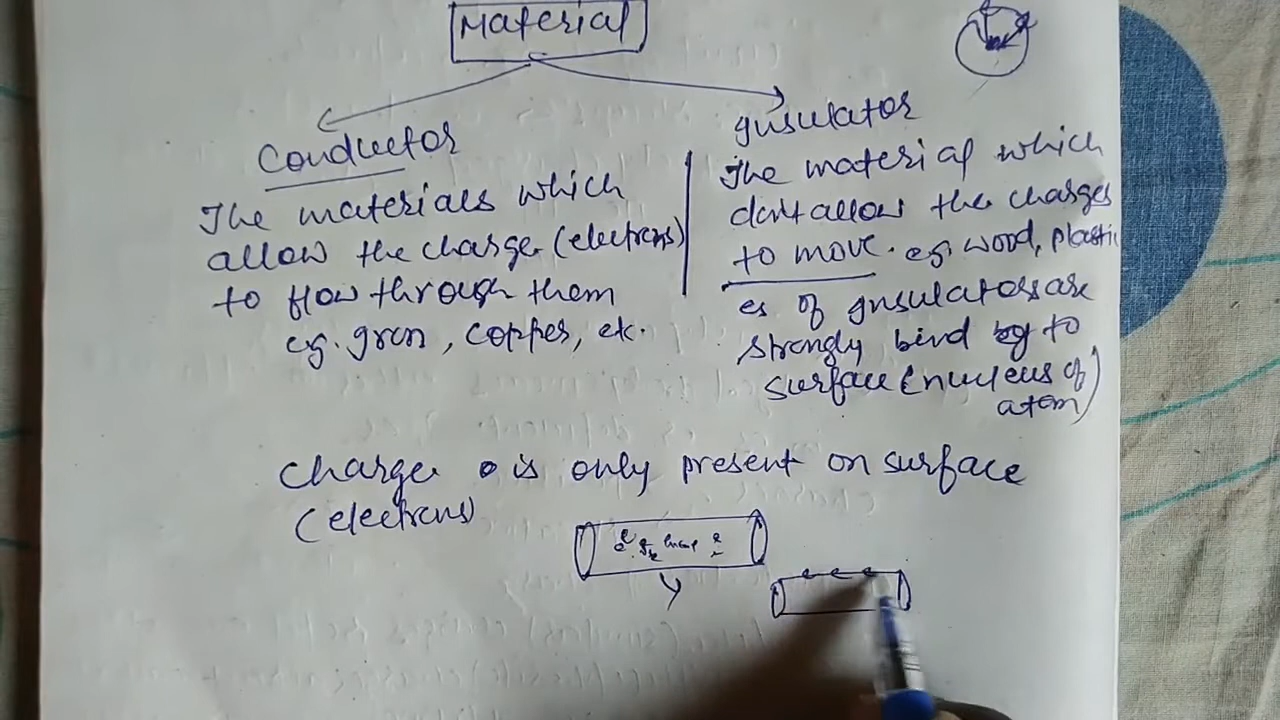 Material
Conductor
The materials which
allow the charge (electrons)
to flow through them
eg. Iron, copper, etc.
Insulator
The material which
don't allow the charges
to move. eg. wood, plastic
es of Insulators are
strongly bind to
surface (nucleus of
atom)
Charge is only present on surface
(electrons)